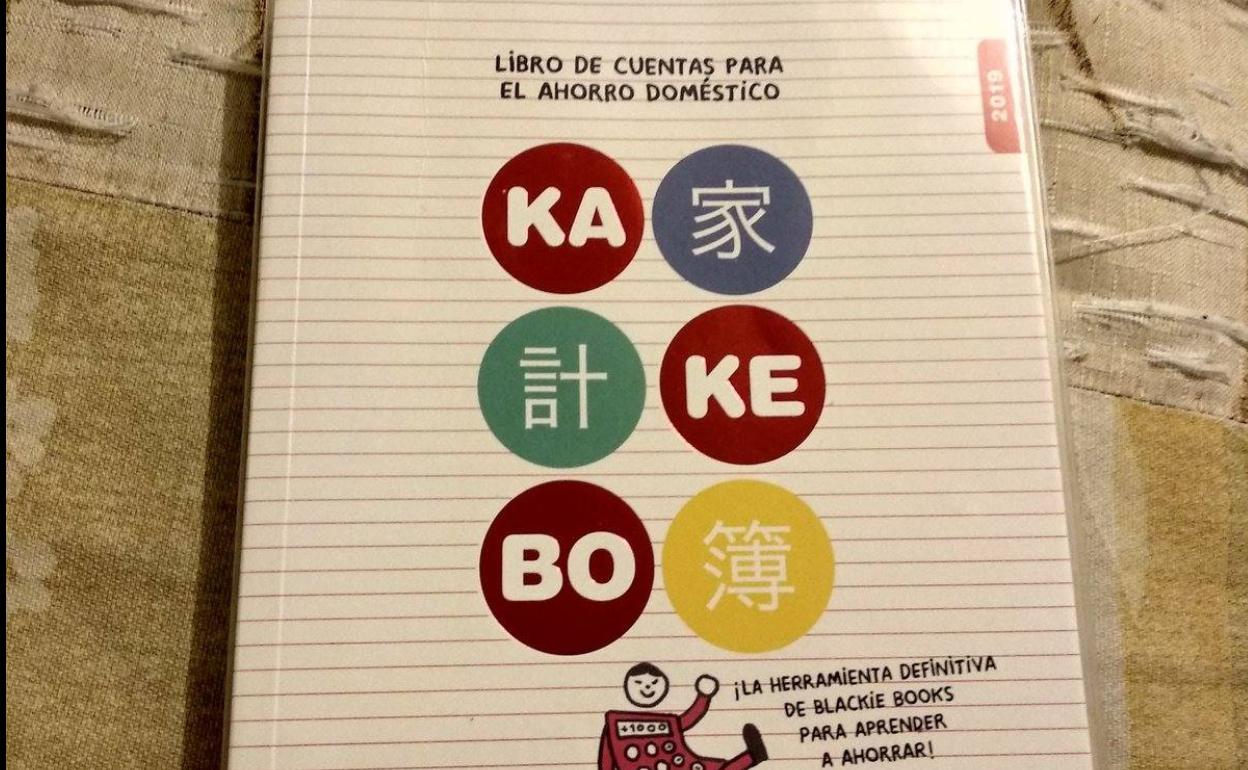 LiBRO DE CUENTAS PARA
EL AHORRO DOMÉSTiCO
2019
KA 家
計 KE
BO 簿
¡LA HERRAMiENTA DEFiNiTiVA
DE BLACKiE BOOKS
PARA APRENDER
A AHORRAR!
+1000